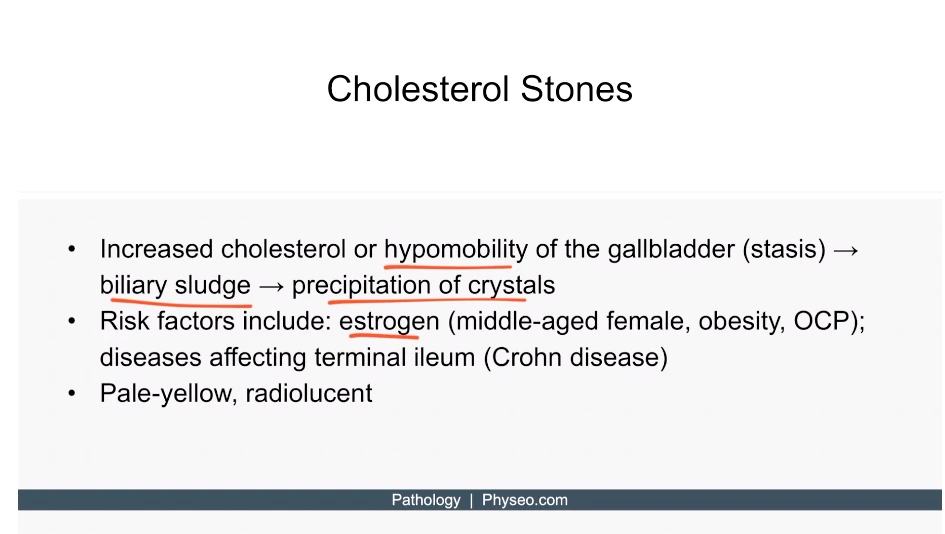 Cholesterol Stones
• Increased cholesterol or hypomobility of the gallbladder (stasis) →
biliary sludge → precipitation of crystals
• Risk factors include: estrogen (middle-aged female, obesity, OCP);
diseases affecting terminal ileum (Crohn disease)
• Pale-yellow, radiolucent
Pathology | Physeo.com